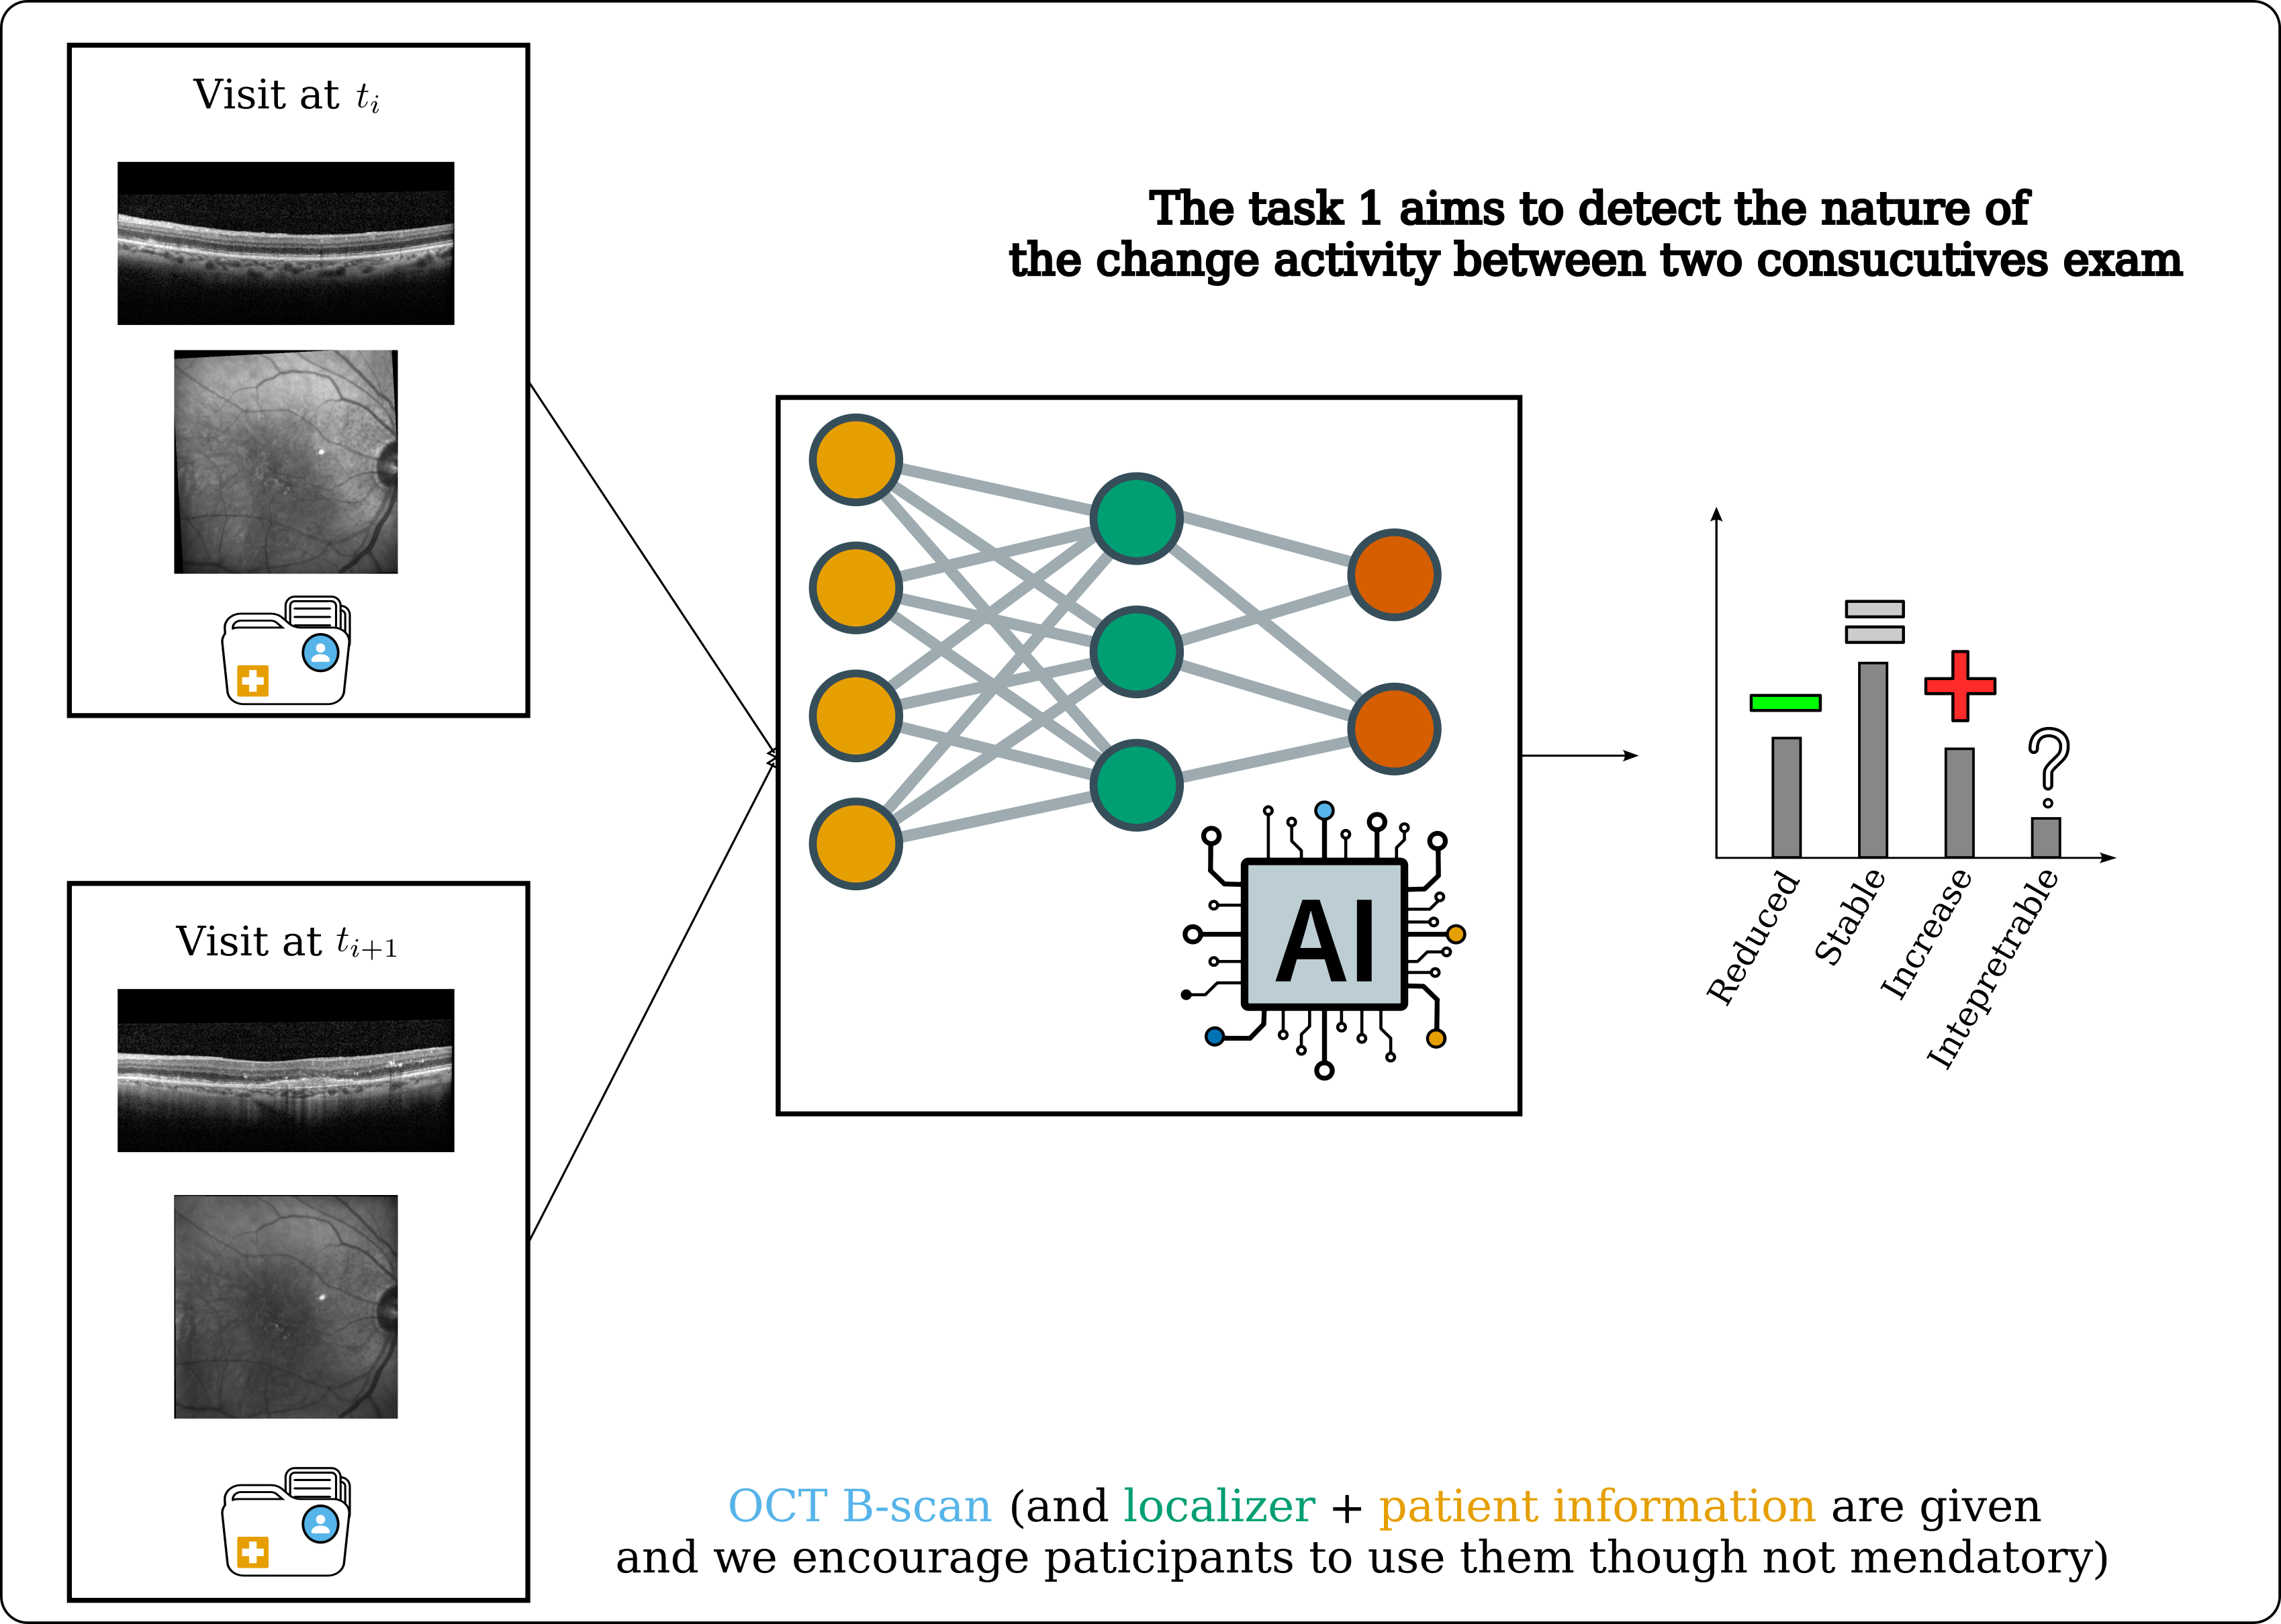 Visit at t_i
The task 1 aims to detect the nature of
the change activity between two consucutives exam
AI
Reduced
Stable
Increase
Intepretrable
Visit at t_{i+1}
OCT B-scan (and localizer + patient information are given
and we encourage paticipants to use them though not mendatory)